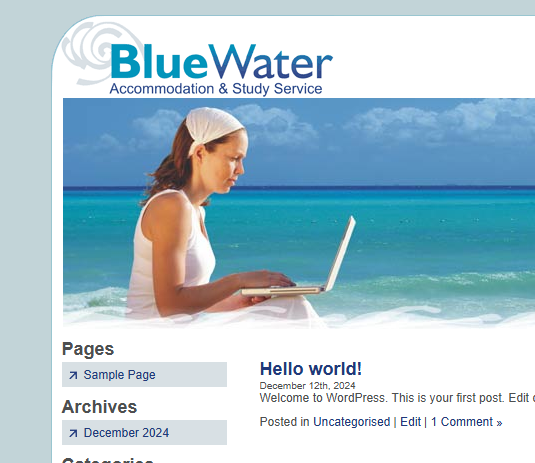 BlueWater
Accommodation & Study Service
Pages
Sample Page
Archives
December 2024
Categories
Hello world!
December 12th, 2024
Welcome to WordPress. This is your first post. Edit
Posted in Uncategorised | Edit | 1 Comment »